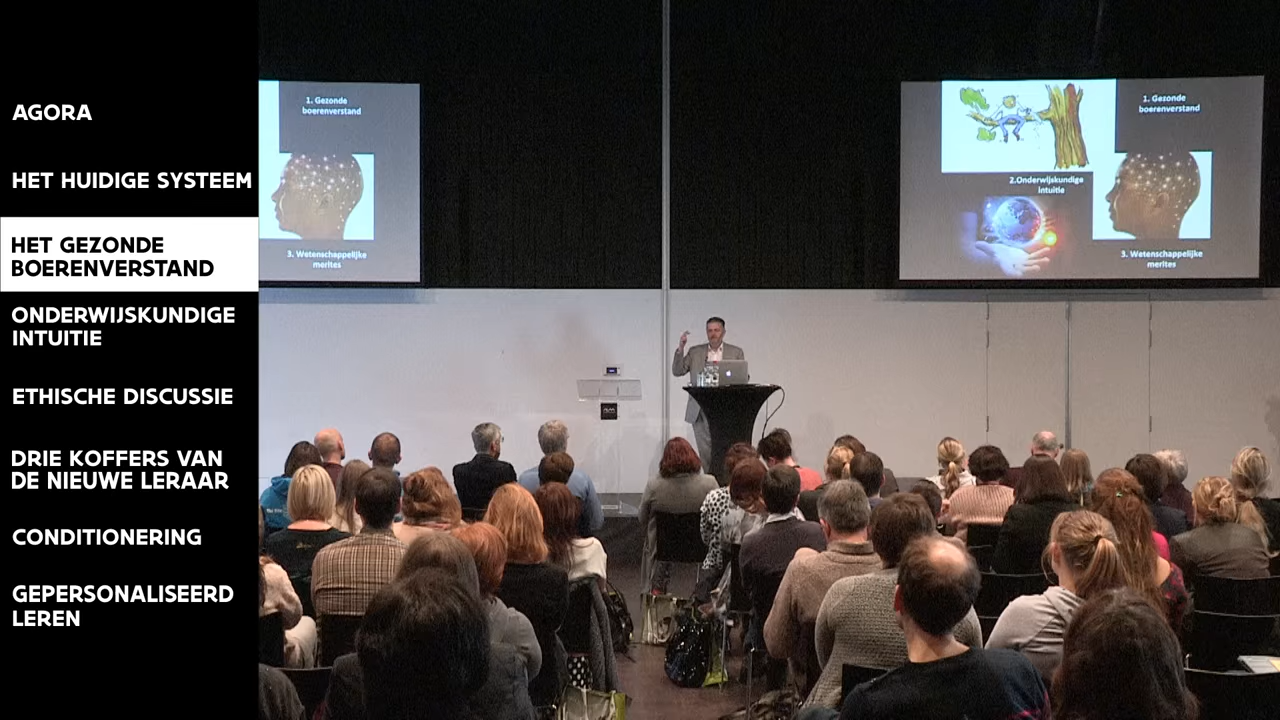 AGORA
HET HUIDIGE SYSTEEM
HET GEZONDE
BOERENVERSTAND
ONDERWIJSKUNDIGE
INTUITIE
ETHISCHE DISCUSSIE
DRIE KOFFERS VAN
DE NIEUWE LERAAR
CONDITIONERING
GEPERSONALISEERD
LEREN
1. Gezonde
boerenverstand
3. Wetenschappelijke
merites
1. Gezonde
boerenverstand
2.Onderwijskundige
intuitie
3. Wetenschappelijke
merites